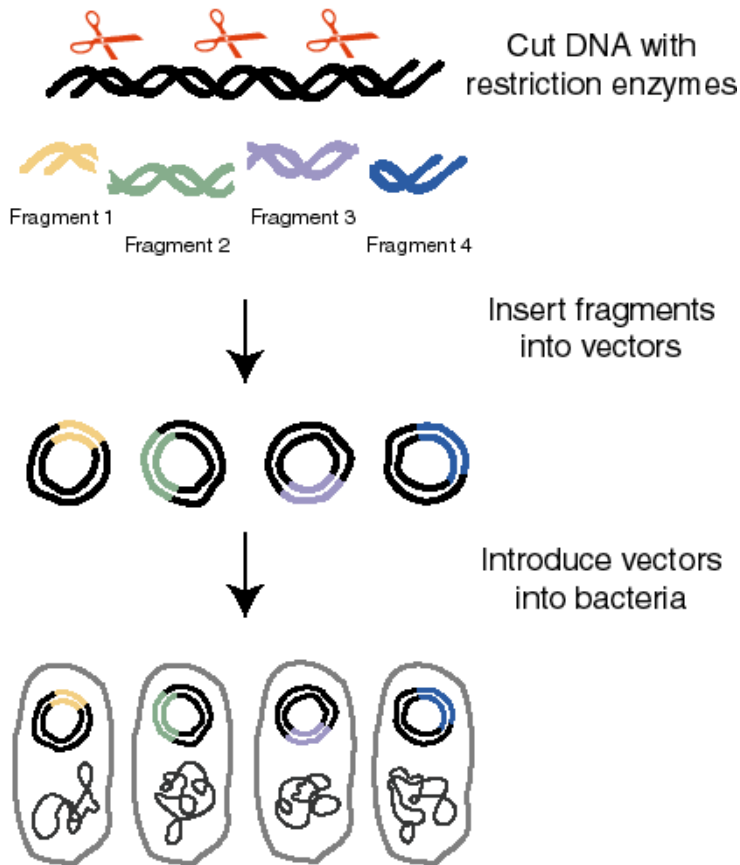 Cut DNA with
restriction enzymes
Fragment 1
Fragment 2
Fragment 3
Fragment 4
Insert fragments
into vectors
Introduce vectors
into bacteria